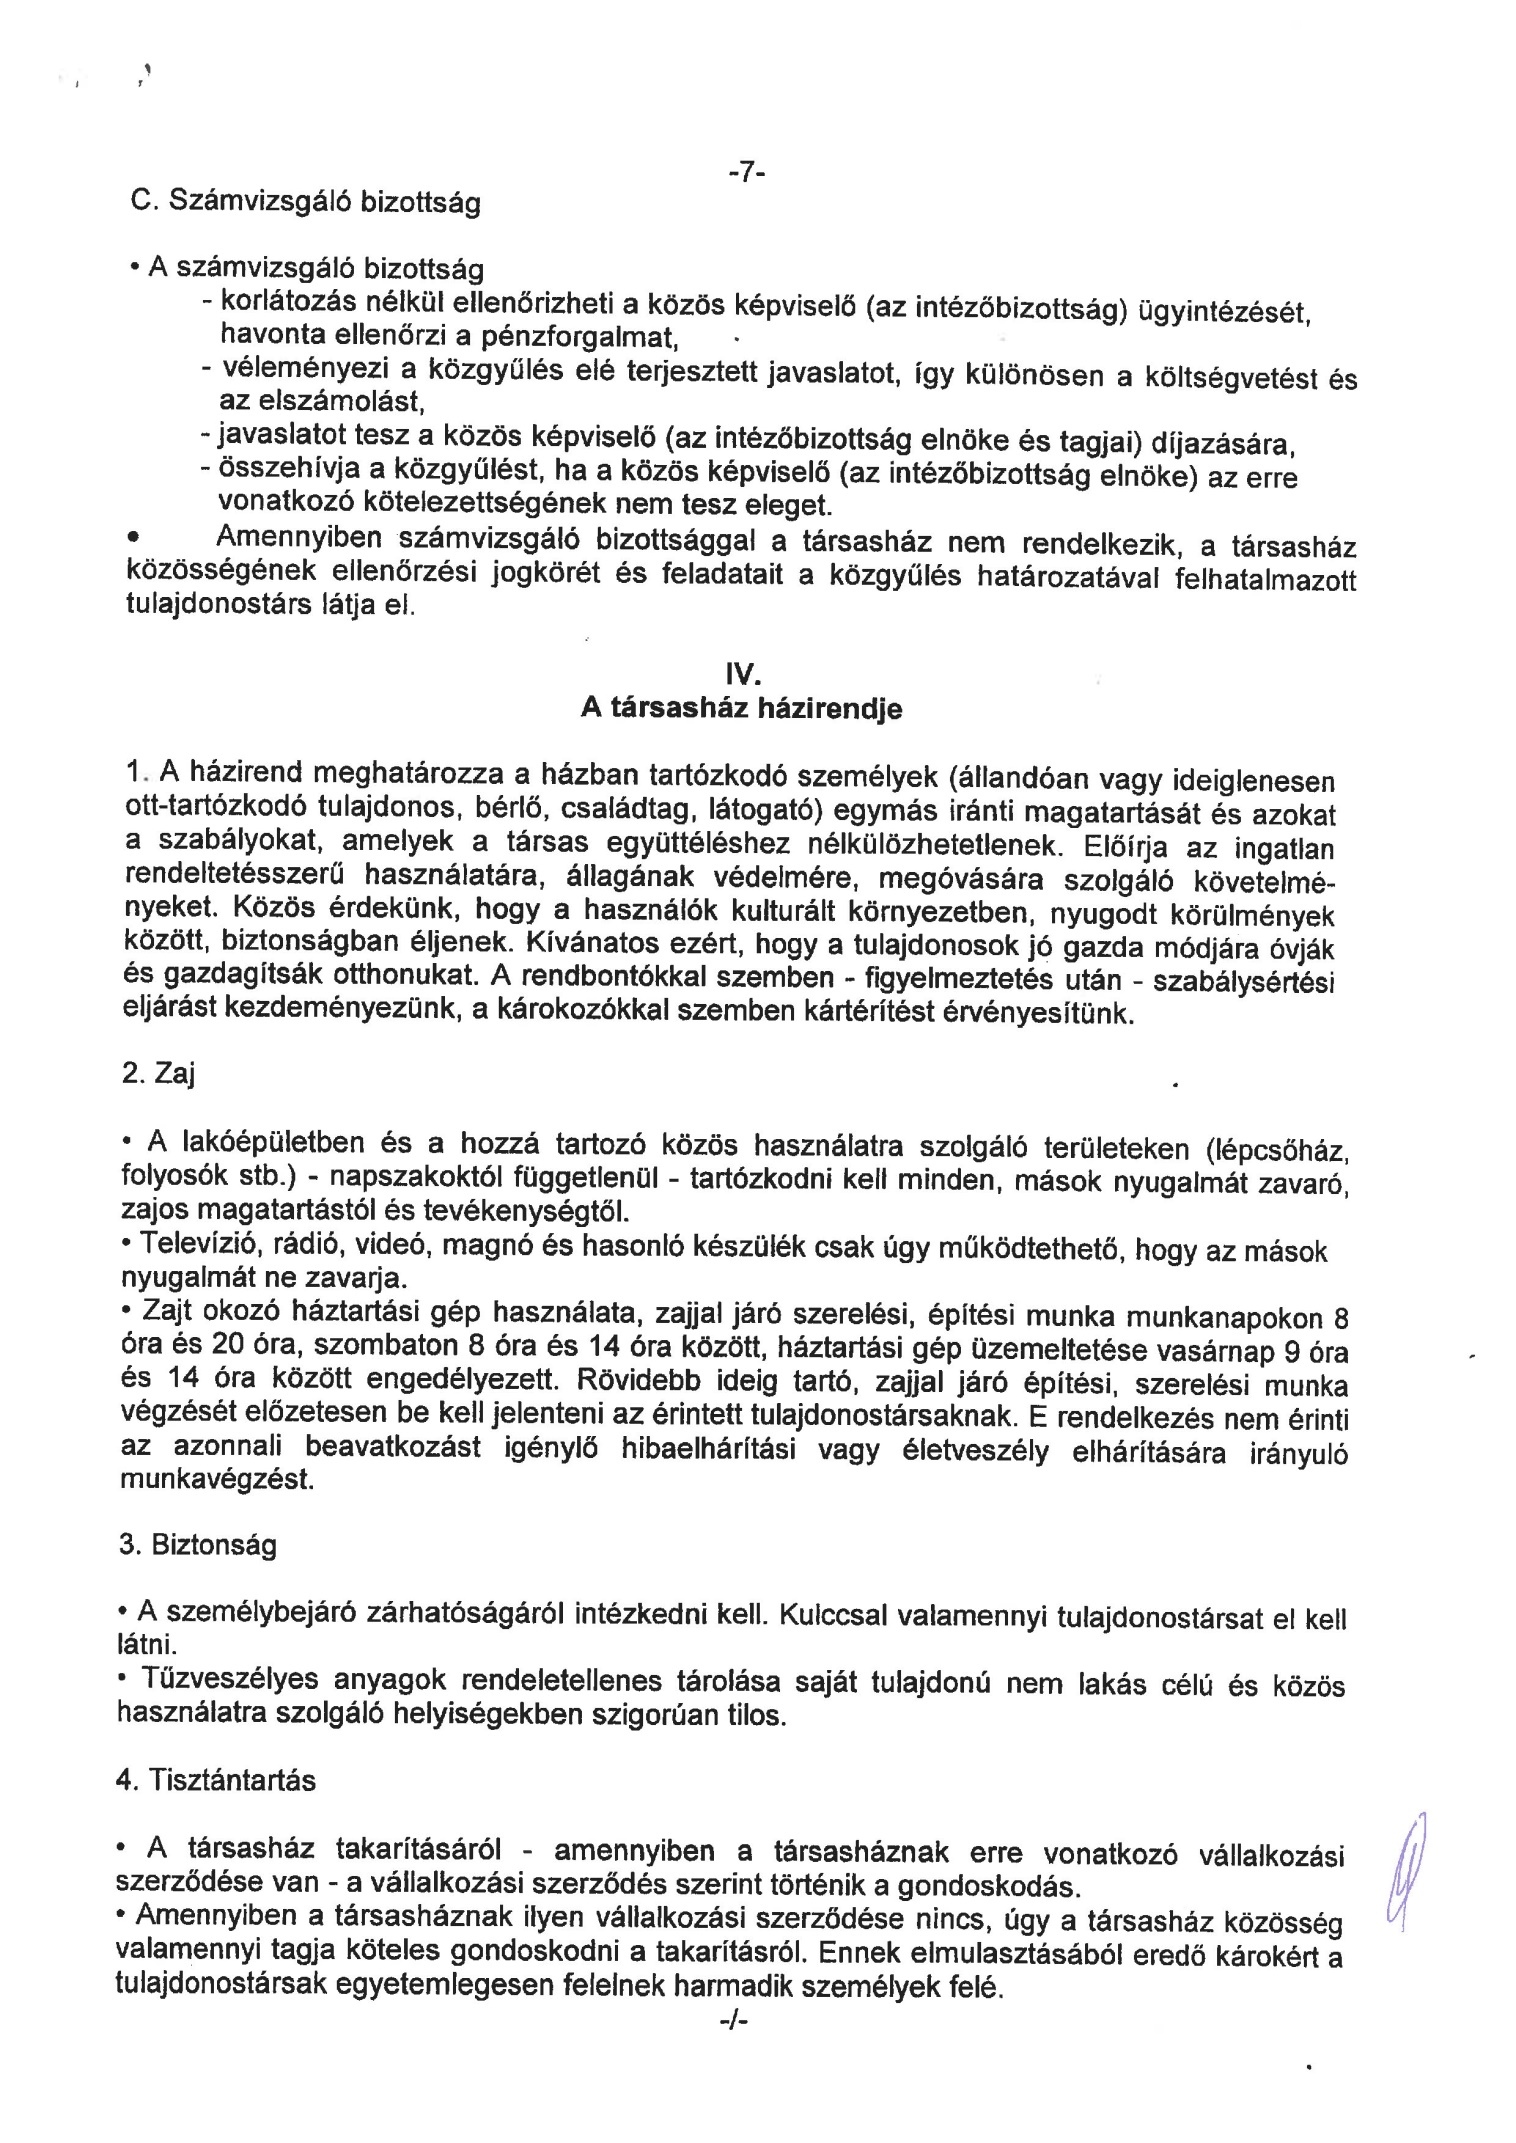 -7-
C. Számvizsgáló bizottság
• A számvizsgáló bizottság
- korlátozás nélkül ellenőrizheti a közös képviselő (az intézőbizottság) ügyintézését,
havonta ellenőrzi a pénzforgalmat,
- véleményezi a közgyűlés elé terjesztett javaslatot, így különösen a költségvetést és
az elszámolást,
- javaslatot tesz a közös képviselő (az intézőbizottság elnöke és tagjai) díjazására,
- összehívja a közgyűlést, ha a közös képviselő (az intézőbizottság elnöke) az erre
vonatkozó kötelezettségének nem tesz eleget.
• Amennyiben számvizsgáló bizottsággal a társasház nem rendelkezik, a társasház
közösségének ellenőrzési jogkörét és feladatait a közgyűlés határozatával felhatalmazott
tulajdonostárs látja el.
IV.
A társasház házirendje
1. A házirend meghatározza a házban tartózkodó személyek (állandóan vagy ideiglenesen
ott-tartózkodó tulajdonos, bérlő, családtag, látogató) egymás iránti magatartását és azokat
a szabályokat, amelyek a társas együttéléshez nélkülözhetetlenek. Előírja az ingatlan
rendeltetésszerű használatára, állagának védelmére, megóvására szolgáló követelmé-
nyeket. Közös érdekünk, hogy a használók kulturált környezetben, nyugodt körülmények
között, biztonságban éljenek. Kívánatos ezért, hogy a tulajdonosok jó gazda módjára óvják
és gazdagítsák otthonukat. A rendbontókkal szemben - figyelmeztetés után - szabálysértési
eljárást kezdeményezünk, a károkozókkal szemben kártérítést érvényesítünk.
2. Zaj
• A lakóépületben és a hozzá tartozó közös használatra szolgáló területeken (lépcsőház,
folyosók stb.) - napszakoktól függetlenül - tartózkodni kell minden, mások nyugalmát zavaró,
zajos magatartástól és tevékenységtől.
• Televízió, rádió, videó, magnó és hasonló készülék csak úgy működtethető, hogy az mások
nyugalmát ne zavarja.
• Zajt okozó háztartási gép használata, zajjal járó szerelési, építési munka munkanapokon 8
óra és 20 óra, szombaton 8 óra és 14 óra között, háztartási gép üzemeltetése vasárnap 9 óra
és 14 óra között engedélyezett. Rövidebb ideig tartó, zajjal járó építési, szerelési munka
végzését előzetesen be kell jelenteni az érintett tulajdonostársaknak. E rendelkezés nem érinti
az azonnali beavatkozást igénylő hibaelhárítási vagy életveszély elhárítására irányuló
munkavégzést.
3. Biztonság
• A személybejáró zárhatóságáról intézkedni kell. Kulccsal valamennyi tulajdonostársat el kell
látni.
• Tűzveszélyes anyagok rendeletellenes tárolása saját tulajdonú nem lakás célú és közös
használatra szolgáló helyiségekben szigorúan tilos.
4. Tisztántartás
• A társasház takarításáról - amennyiben a társasháznak erre vonatkozó vállalkozási
szerződése van - a vállalkozási szerződés szerint történik a gondoskodás.
• Amennyiben a társasháznak ilyen vállalkozási szerződése nincs, úgy a társasház közösség
valamennyi tagja köteles gondoskodni a takarításról. Ennek elmulasztásából eredő károkért a
tulajdonostársak egyetemlegesen felelnek harmadik személyek felé.
-/-